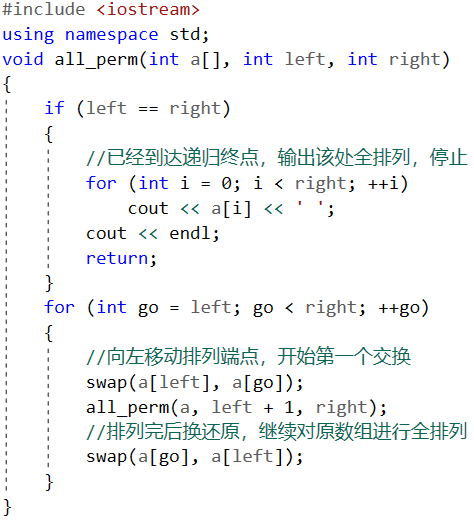 #include <iostream>
using namespace std;
void all_perm(int a[], int left, int right)
{
    if (left == right)
    {
        //已经到达递归终点，输出该处全排列，停止
        for (int i = 0; i < right; ++i)
            cout << a[i] << ' ';
        cout << endl;
        return;
    }
    for (int go = left; go < right; ++go)
    {
        //向左移动排列端点，开始第一个交换
        swap(a[left], a[go]);
        all_perm(a, left + 1, right);
        //排列完后换还原，继续对原数组进行全排列
        swap(a[go], a[left]);
    }
}